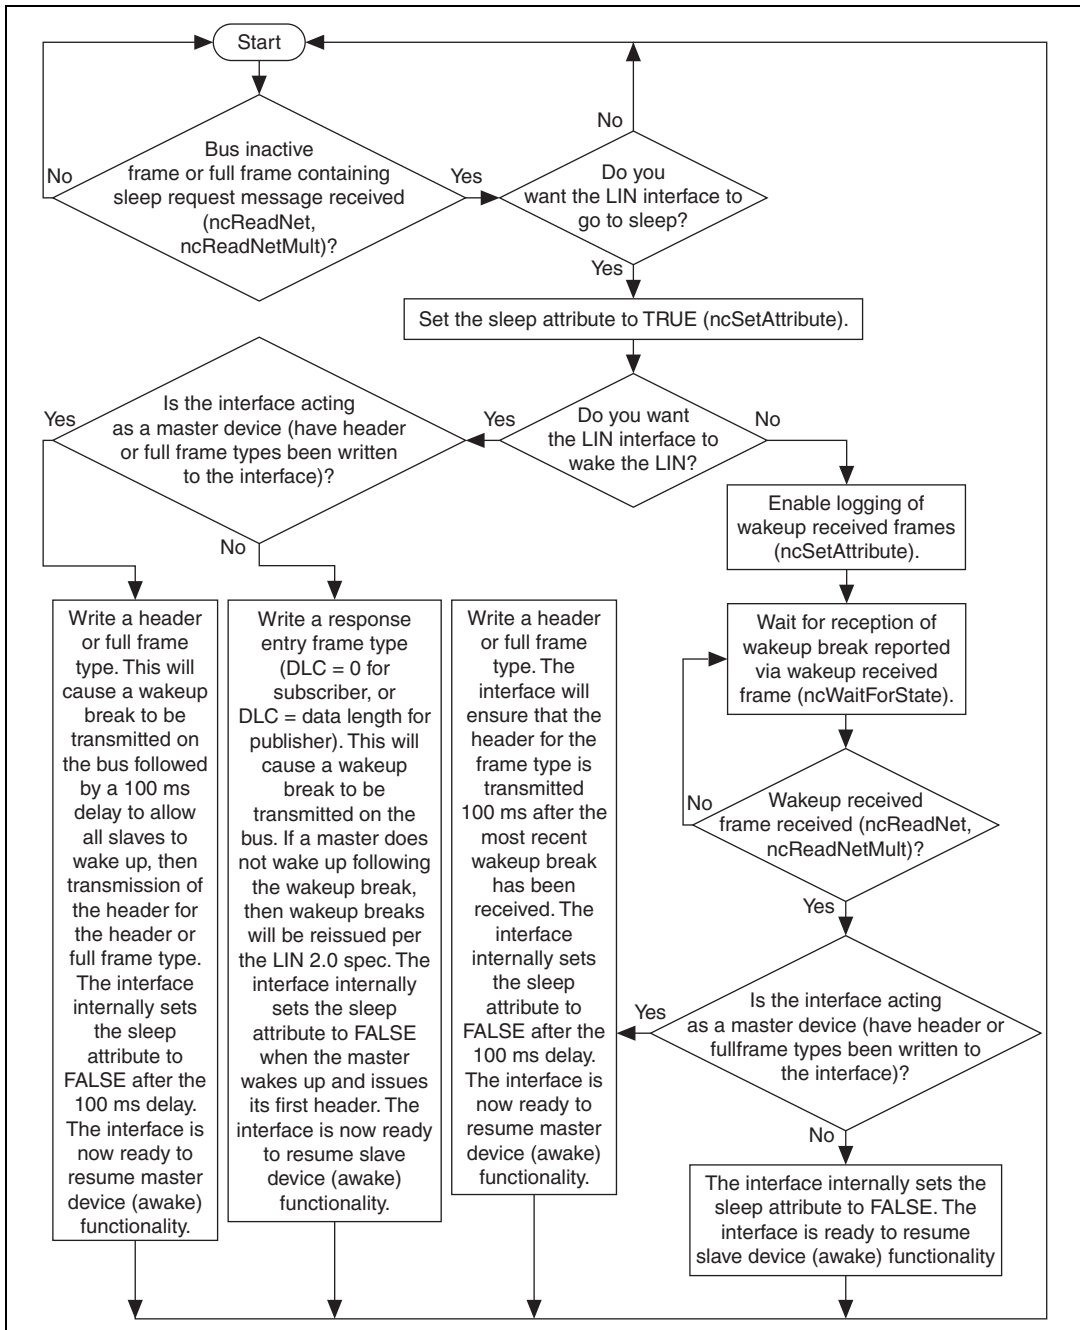 Start
Bus inactive
frame or full frame containing
sleep request message received
(ncReadNet,
ncReadNetMult)?
No
Yes
Do you
want the LIN interface to
go to sleep?
No
Yes
Set the sleep attribute to TRUE (ncSetAttribute).
Do you want
the LIN interface to
wake the LIN?
Yes
No
Is the interface acting
as a master device (have header
or full frame types been written
to the interface)?
Yes
No
Enable logging of
wakeup received frames
(ncSetAttribute).
Wait for reception of
wakeup break reported
via wakeup received
frame (ncWaitForState).
Wakeup received
frame received (ncReadNet,
ncReadNetMult)?
No
Yes
Is the interface acting
as a master device (have header or
fullframe types been written to
the interface)?
Yes
No
Write a header
or full frame
type. This will
cause a wakeup
break to be
transmitted on
the bus followed
by a 100 ms
delay to allow
all slaves to
wake up, then
transmission of
the header for
the header or
full frame type.
The interface
internally sets
the sleep
attribute to
FALSE after the
100 ms delay.
The interface is
now ready to
resume master
device (awake)
functionality.
Write a response
entry frame type
(DLC = 0 for
subscriber, or
DLC = data length for
publisher). This will
cause a wakeup
break to be
transmitted on the
bus. If a master does
not wake up following
the wakeup break,
then wakeup breaks
will be reissued per
the LIN 2.0 spec. The
interface internally
sets the sleep
attribute to FALSE
when the master
wakes up and issues
its first header. The
interface is now ready
to resume slave
device (awake)
functionality.
Write a header
or full frame
type. The
interface will
ensure that the
header for the
frame type is
transmitted
100 ms after the
most recent
wakeup break
has been
received. The
interface
internally sets
the sleep
attribute to
FALSE after the
100 ms delay.
The interface is
now ready to
resume master
device (awake)
functionality.
The interface internally sets the
sleep attribute to FALSE. The
interface is ready to resume
slave device (awake) functionality